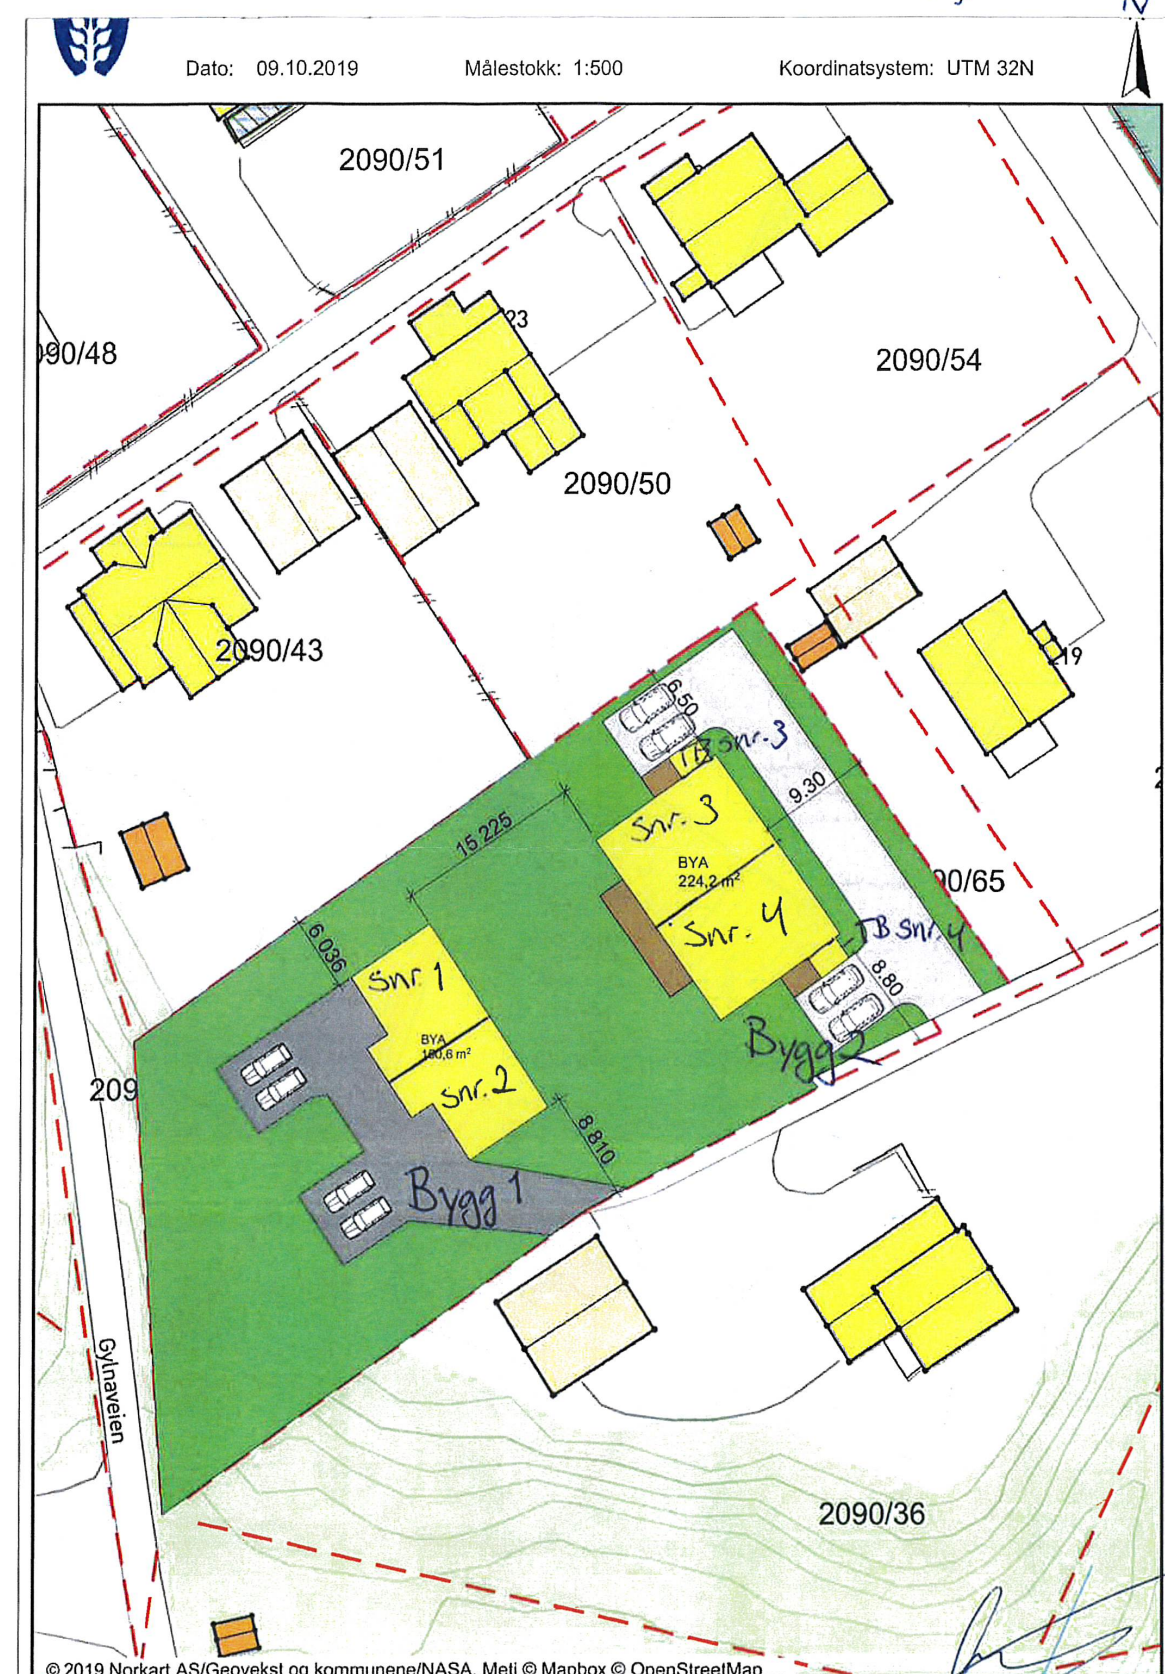 N
Dato: 09.10.2019
Målestokk: 1:500
Koordinatsystem: UTM 32N
2090/51
23
090/48
2090/54
2090/50
2090/43
19
6.50
TB Snr. 3
Snr. 3
9.30
15 225
BYA
224,2 m²
90/65
Snr. 4
TB Snr. 4
6 036
8.80
Snr. 1
Bygg 2
BYA
Snr. 2
209
8 810
Bygg 1
Gylnaveien
2090/36
© 2019 Norkart AS/Geovekst og kommunene/NASA, Meti © Mapbox © OpenStreetMap